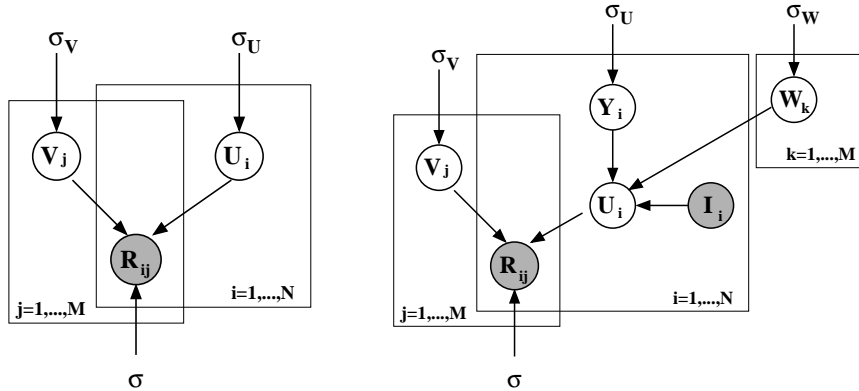 σV
σU
Vj
Ui
Rij
j=1,...,M
i=1,...,N
σ
σU
σW
σV
Yi
Wk
k=1,...,M
Vj
Ui
Ii
Rij
i=1,...,N
j=1,...,M
σ